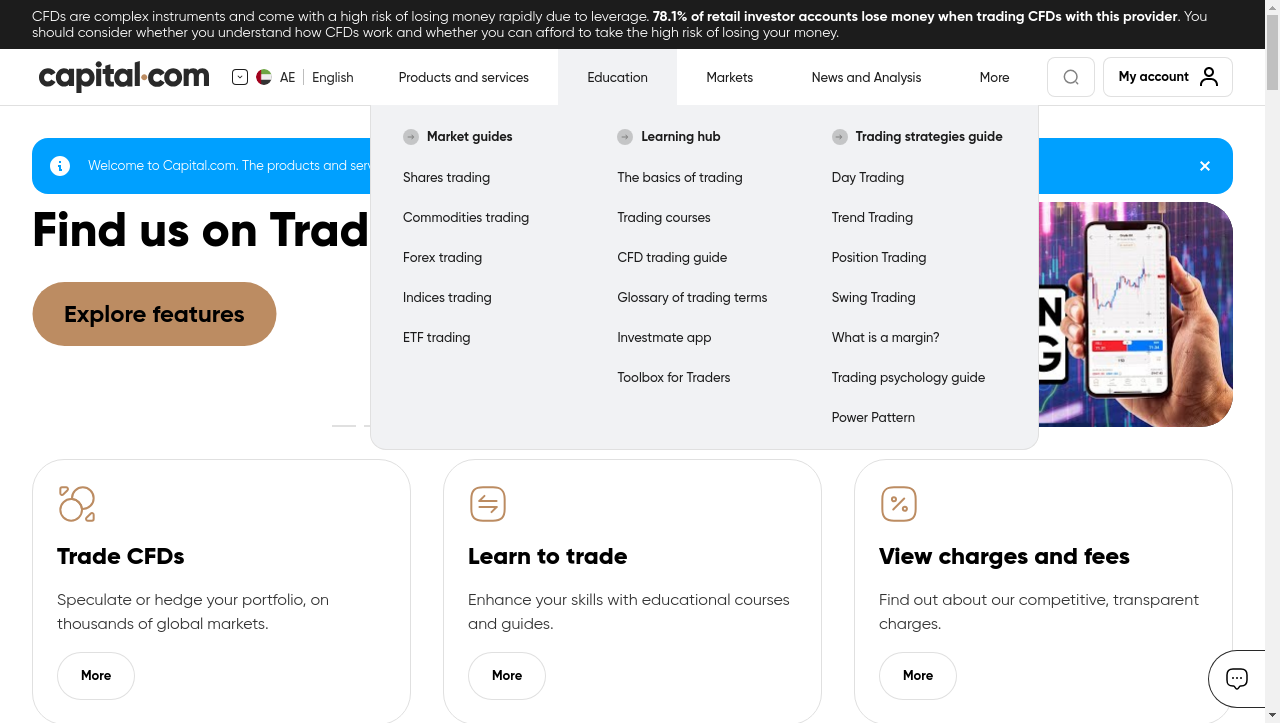 CFDs are complex instruments and come with a high risk of losing money rapidly due to leverage. 78.1% of retail investor accounts lose money when trading CFDs with this provider. You
should consider whether you understand how CFDs work and whether you can afford to take the high risk of losing your money.
capital.com
AE
English
Products and services
Education
Markets
News and Analysis
More
My account
Market guides
Shares trading
Commodities trading
Forex trading
Indices trading
ETF trading
Learning hub
The basics of trading
Trading courses
CFD trading guide
Glossary of trading terms
Investmate app
Toolbox for Traders
Trading strategies guide
Day Trading
Trend Trading
Position Trading
Swing Trading
What is a margin?
Trading psychology guide
Power Pattern
Welcome to Capital.com. The products and serv
Find us on Trad
Explore features
Trade CFDs
Speculate or hedge your portfolio, on
thousands of global markets.
More
Learn to trade
Enhance your skills with educational courses
and guides.
More
View charges and fees
Find out about our competitive, transparent
charges.
More